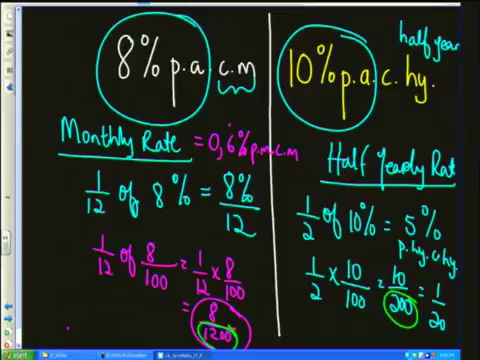 8% p.a. c.m
Monthly Rate = 0,6̇% p.m.c.m
1/12 of 8% = 8%/12
1/12 of 8/100 = 1/12 × 8/100
= 8/1200
half year
10% p.a c. hy.
Half Yearly Rat
1/2 of 10% = 5%
p. hy. c. hy.
1/2 × 10/100 = 10/200 = 1/20
start